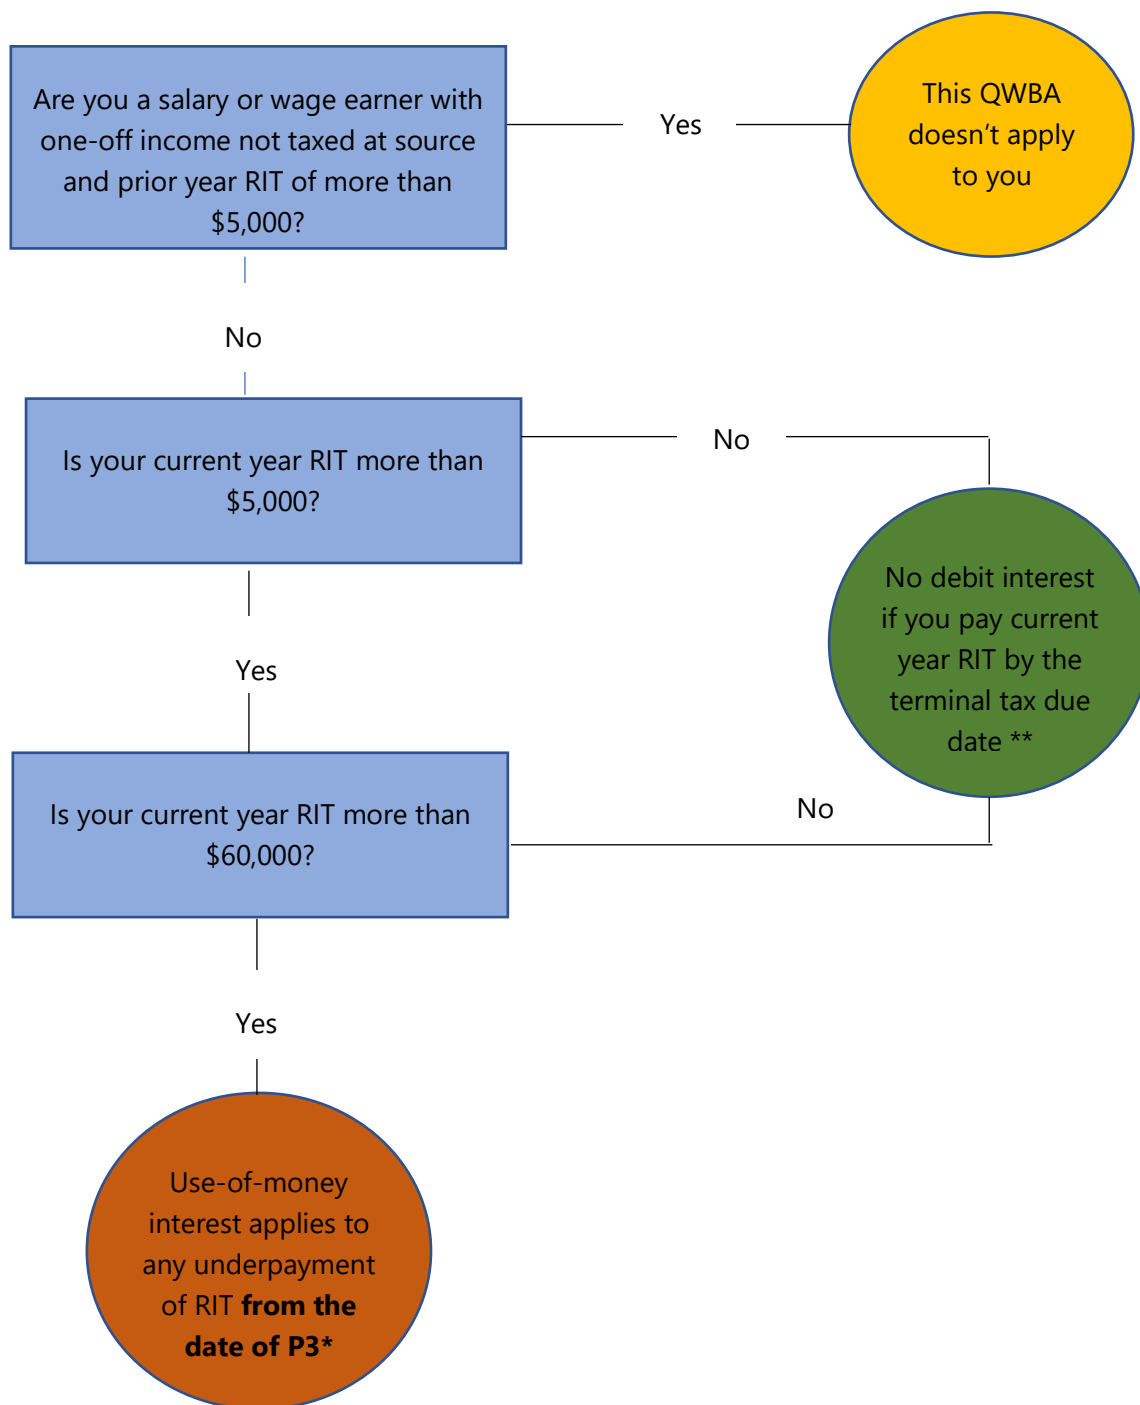 Are you a salary or wage earner with
one-off income not taxed at source
and prior year RIT of more than
$5,000?
Yes
This QWBA
doesn’t apply
to you
No
Is your current year RIT more than
$5,000?
No
No debit interest
if you pay current
year RIT by the
terminal tax due
date **
Yes
Is your current year RIT more than
$60,000?
No
Yes
Use-of-money
interest applies to
any underpayment
of RIT from the
date of P3*